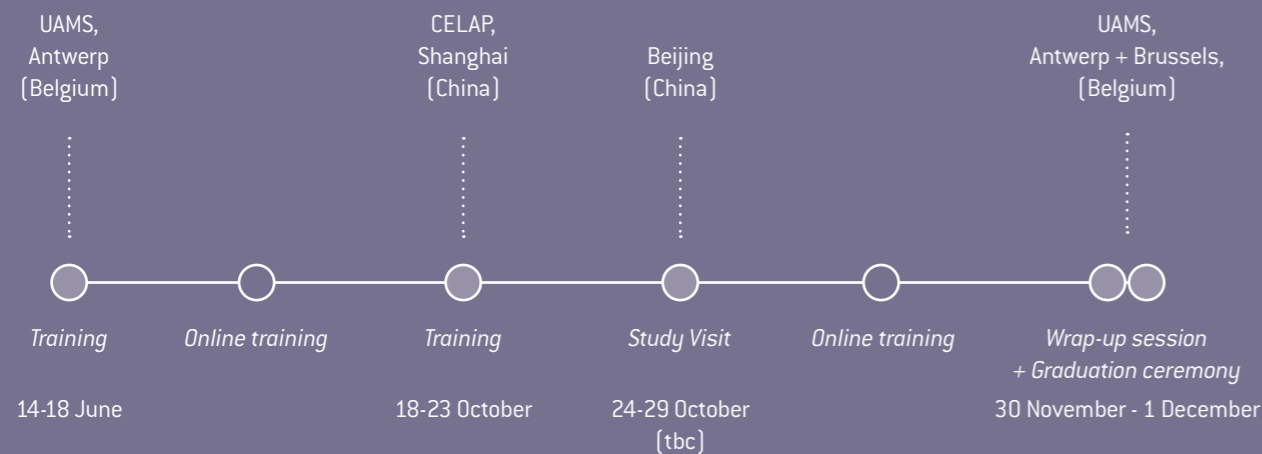 UAMS,
Antwerp
(Belgium)
CELAP,
Shanghai
(China)
Beijing
(China)
UAMS,
Antwerp + Brussels,
(Belgium)
Training
Online training
Training
Study Visit
Online training
Wrap-up session
+ Graduation ceremony
14-18 June
18-23 October
24-29 October
(tbc)
30 November - 1 December